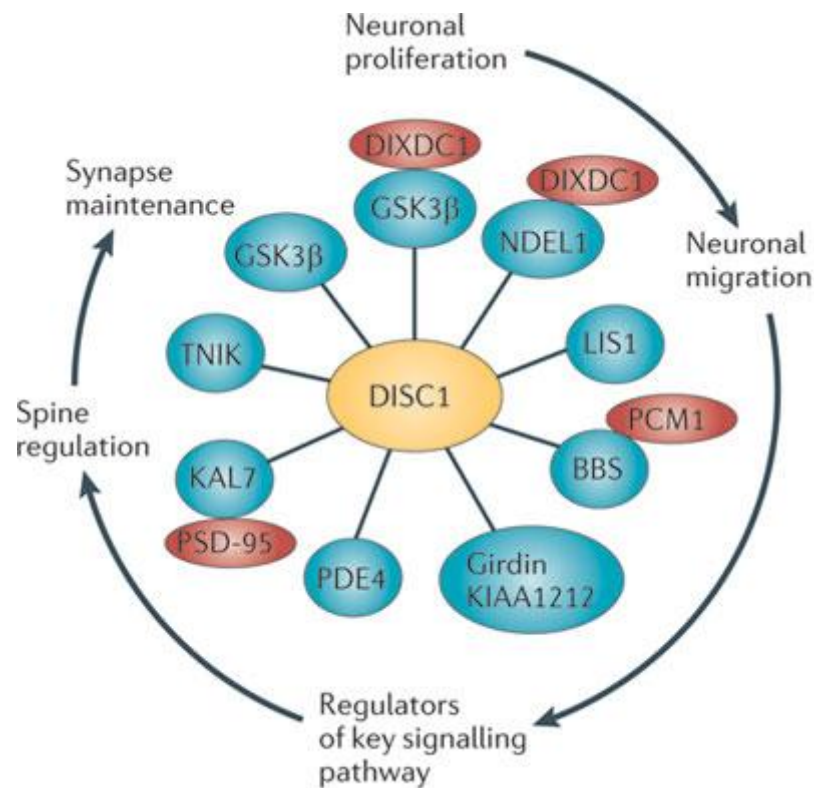 Neuronal
proliferation
DIXDC1
GSK3β
DIXDC1
NDEL1
Neuronal
migration
LIS1
PCM1
BBS
Girdin
KIAA1212
Regulators
of key signalling
pathway
PDE4
KAL7
PSD-95
Spine
regulation
TNIK
Synapse
maintenance
GSK3β
DISC1